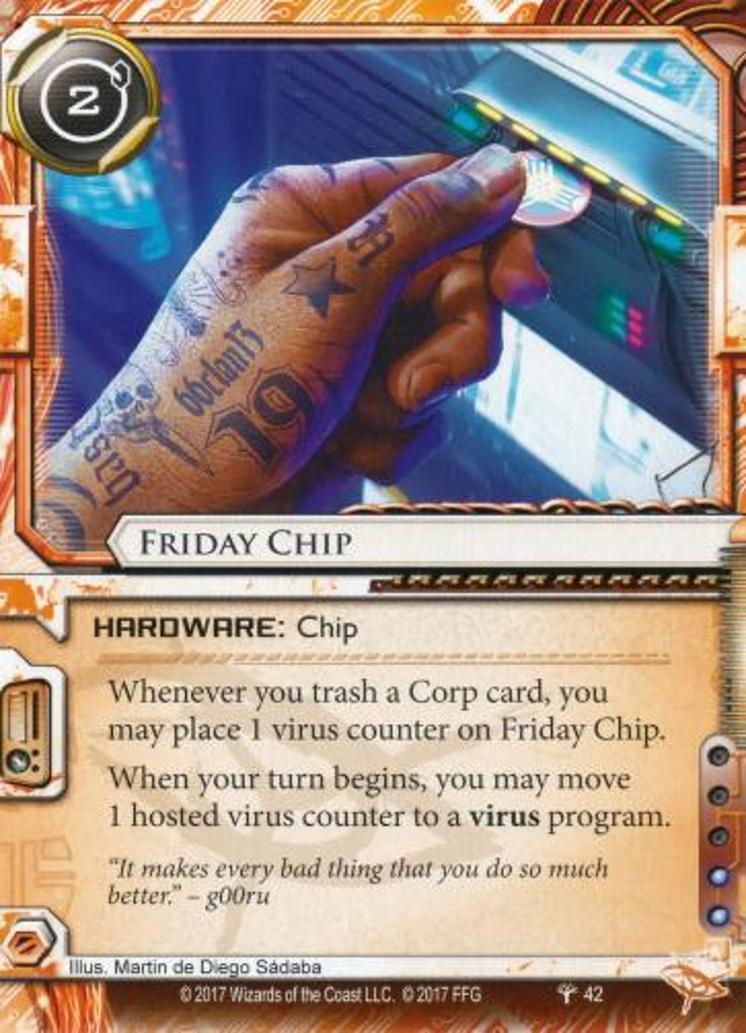 2
bbclan13
19
seq
FRIDAY CHIP
HARDWARE: Chip
Whenever you trash a Corp card, you
may place 1 virus counter on Friday Chip.
When your turn begins, you may move
1 hosted virus counter to a virus program.
“It makes every bad thing that you do so much
better.” – g00ru
Illus. Martin de Diego Sádaba
© 2017 Wizards of the Coast LLC. © 2017 FFG 42